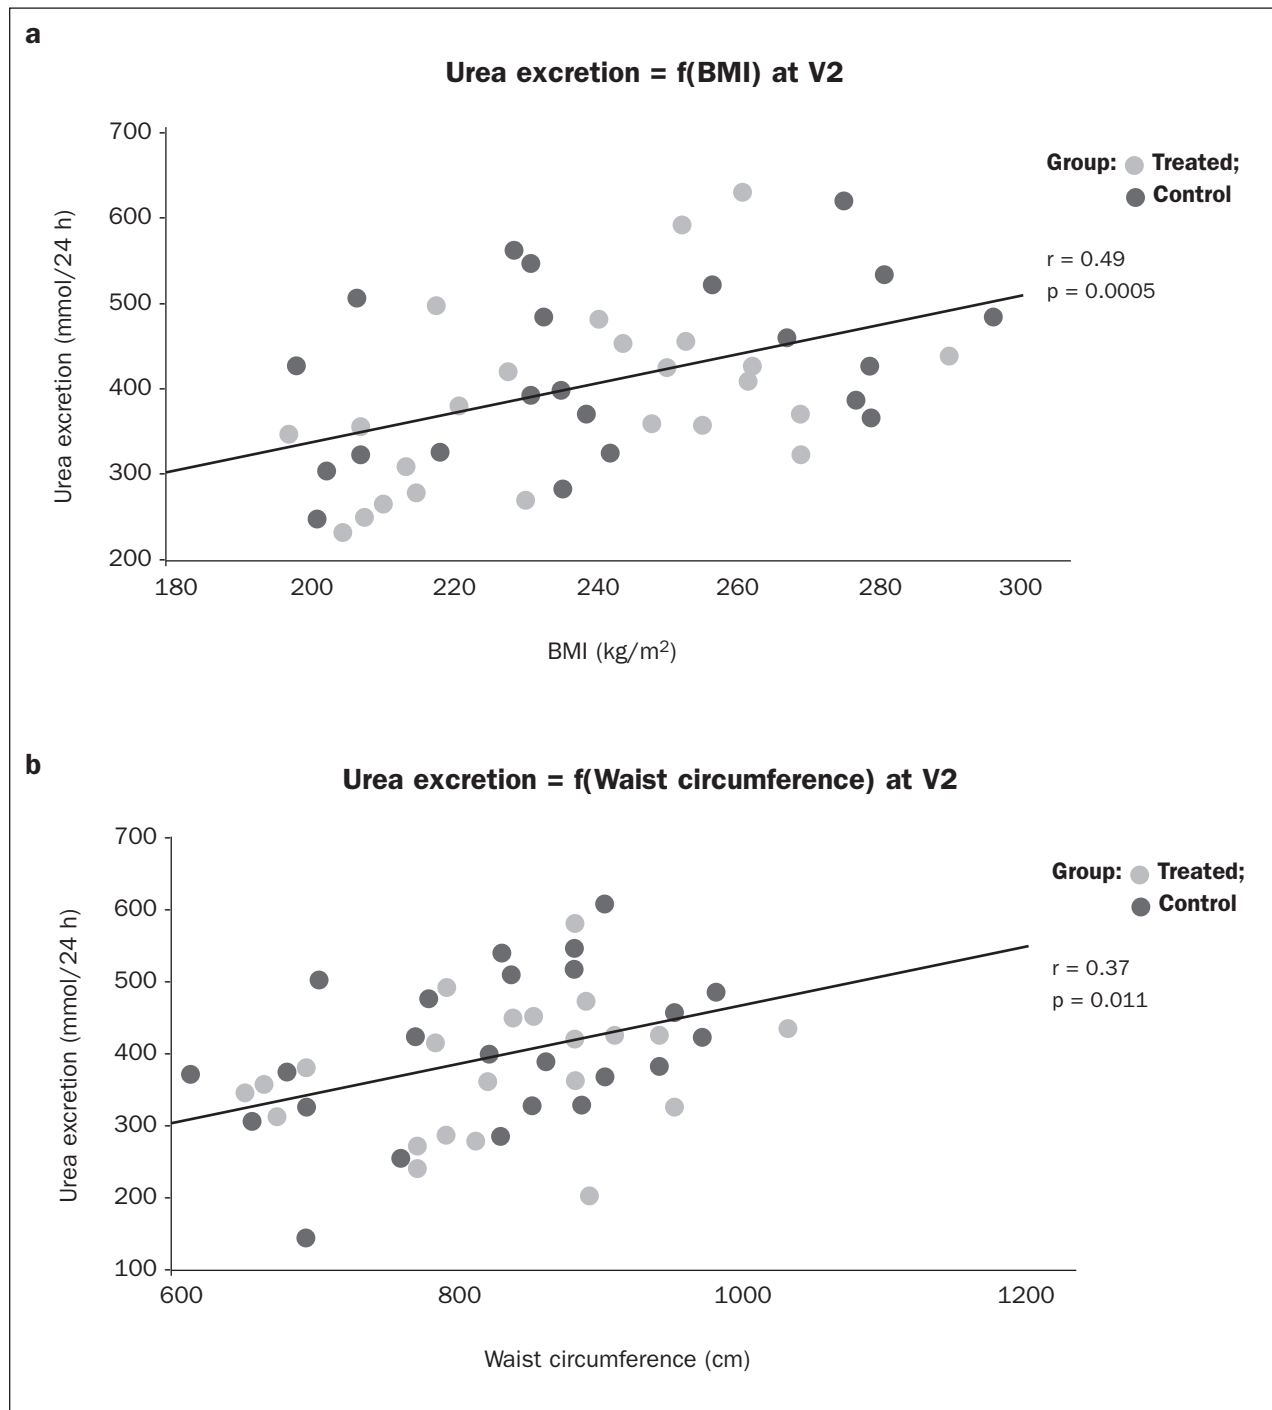 a
Urea excretion = f(BMI) at V2
700
600
500
400
300
200
Urea excretion (mmol/24 h)
180 200 220 240 260 280 300
BMI (kg/m²)
Group: Treated;
Control
r = 0.49
p = 0.0005
b
Urea excretion = f(Waist circumference) at V2
700
600
500
400
300
200
100
Urea excretion (mmol/24 h)
600 800 1000 1200
Waist circumference (cm)
Group: Treated;
Control
r = 0.37
p = 0.011